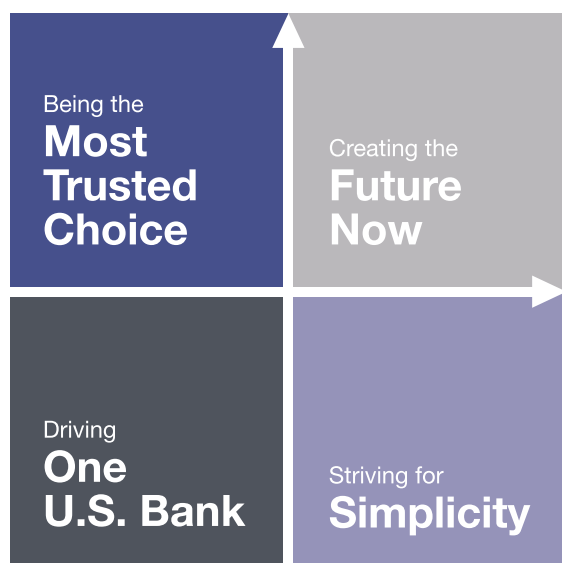 Being the
Most
Trusted
Choice
Creating the
Future
Now
Driving
One
U.S. Bank
Striving for
Simplicity